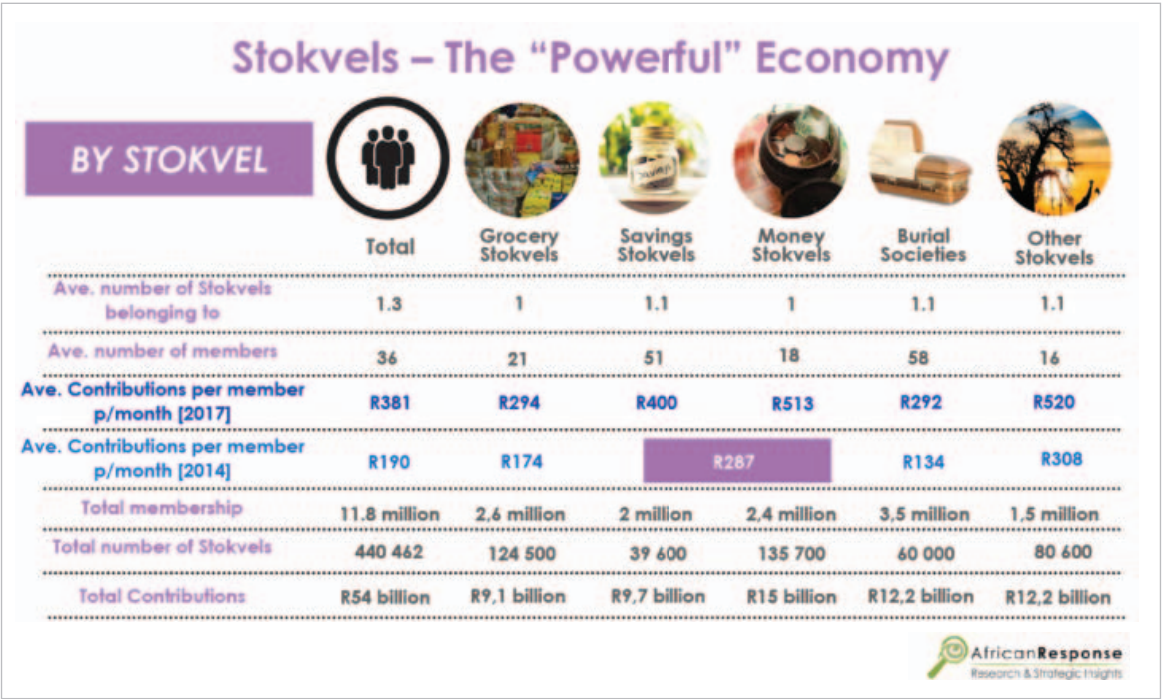 Stokvels – The “Powerful” Economy
BY STOKVEL
Total
Grocery
Stokvels
Savings
Stokvels
Money
Stokvels
Burial
Societies
Other
Stokvels
Ave. number of Stokvels
belonging to
1.3 1 1.1 1 1.1 1.1
Ave. number of members
36 21 51 18 58 16
Ave. Contributions per member
p/month [2017]
R381 R294 R400 R513 R292 R520
Ave. Contributions per member
p/month [2014]
R190 R174 R287 R134 R308
Total membership
11.8 million 2,6 million 2 million 2,4 million 3,5 million 1,5 million
Total number of Stokvels
440 462 124 500 39 600 135 700 60 000 80 600
Total Contributions
R54 billion R9,1 billion R9,7 billion R15 billion R12,2 billion R12,2 billion
AfricanResponse
Research & Strategic Insights